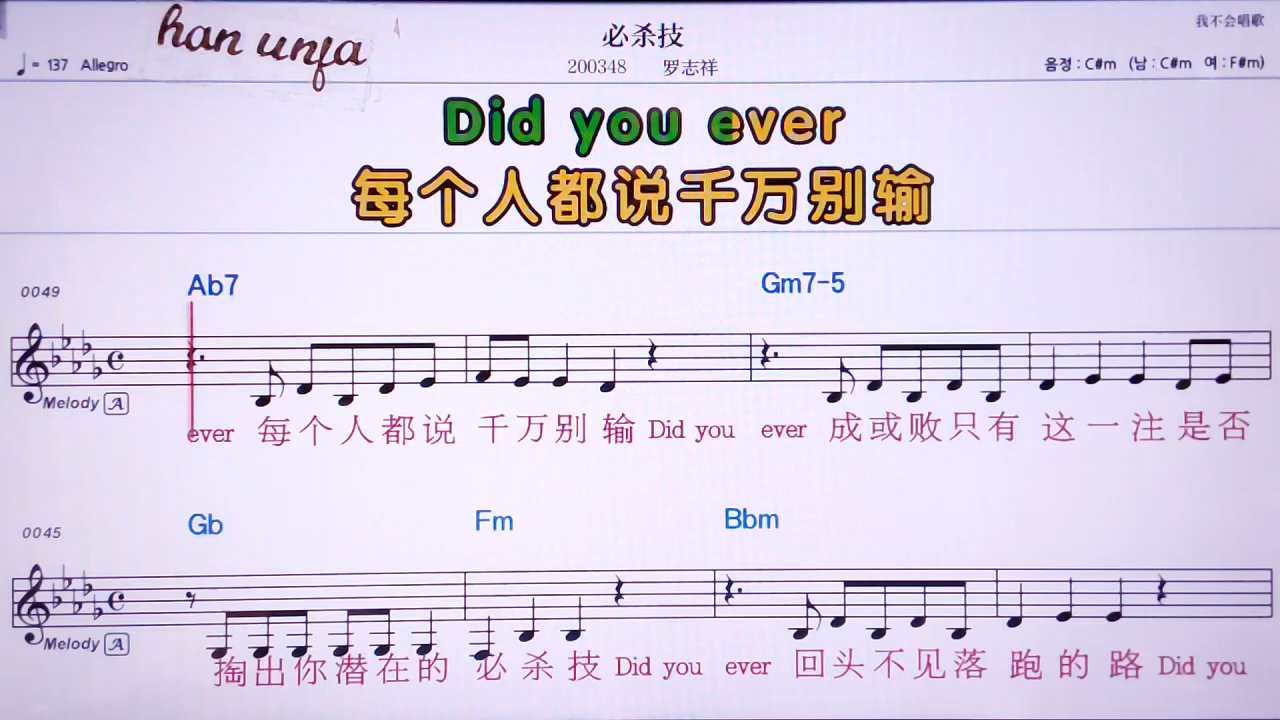 han unfa
必杀技
我不会唱歌
♩= 137 Allegro
200348 罗志祥
음정 : C#m (남 : C#m 여 : F#m)
Did you ever
每个人都说千万别输
0049
Ab7 Gm7-5
Melody A
ever 每个人都说 千万别 输 Did you ever 成或败只有 这一注是否
0045
Gb Fm Bbm
Melody A
掏出你潜在的 必杀技 Did you ever 回头不见落 跑的路 Did you